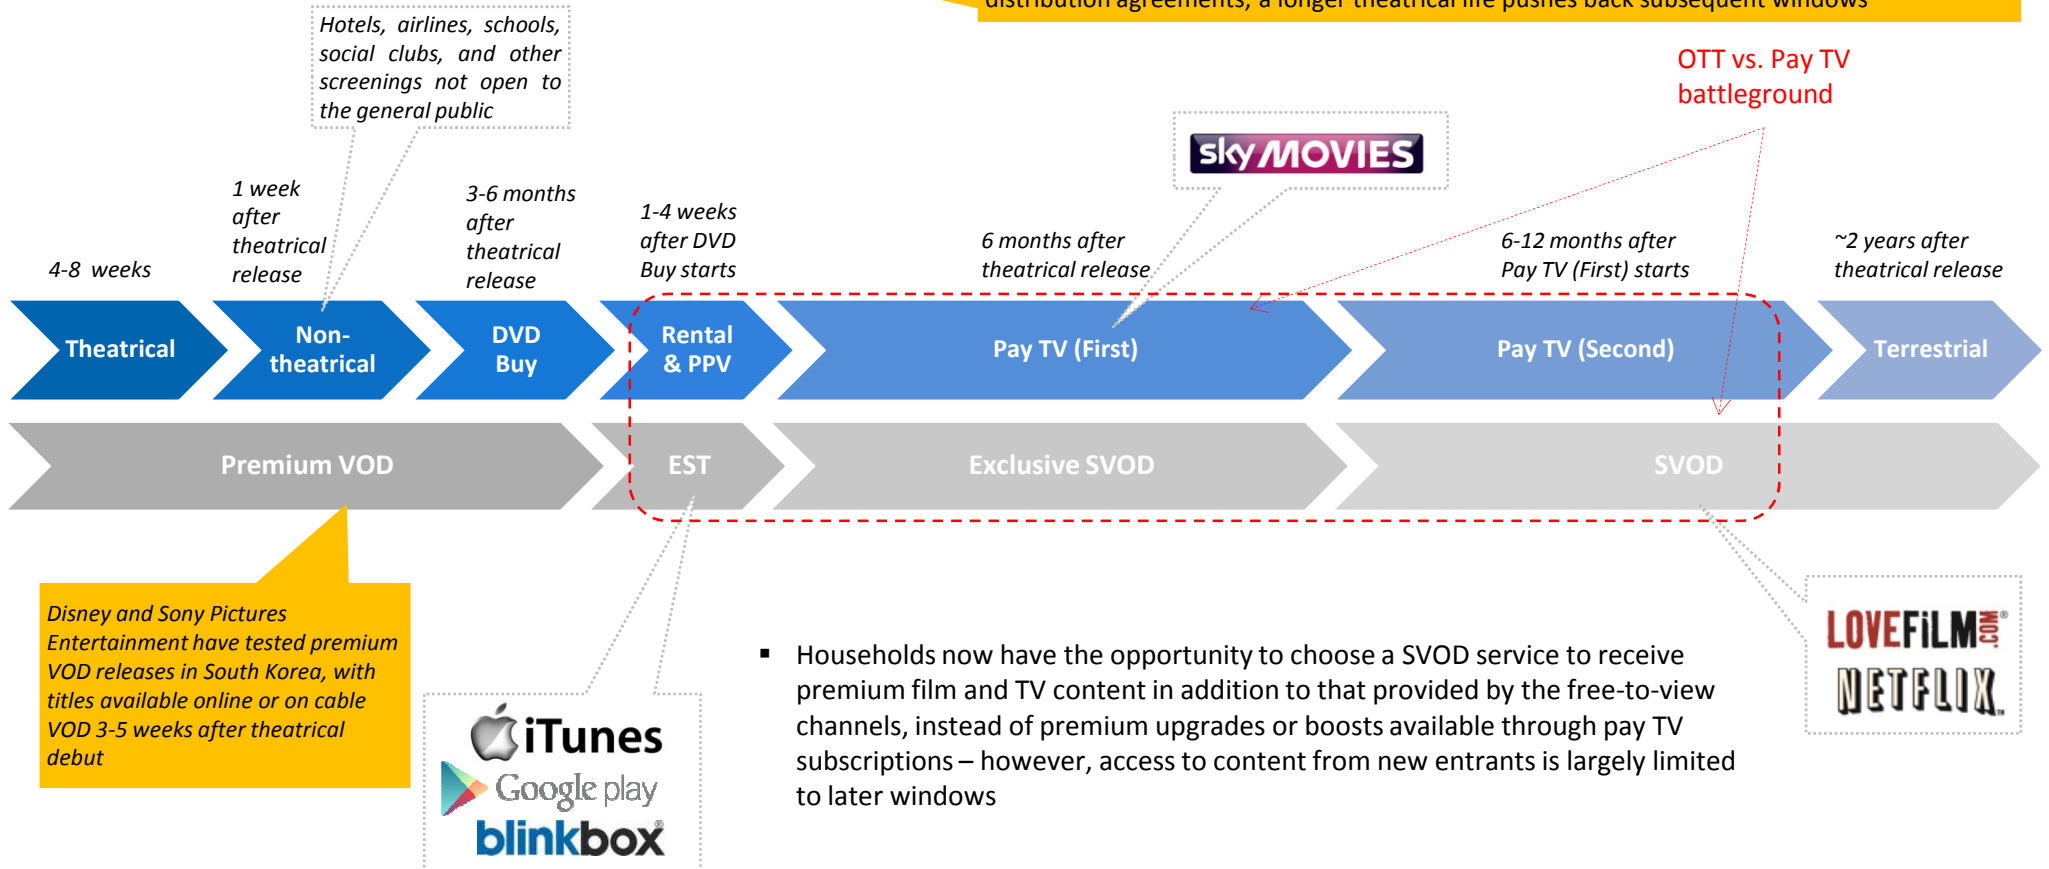 distribution agreements; a longer theatrical life pushes back subsequent windows
Hotels, airlines, schools,
social clubs, and other
screenings not open to
the general public
OTT vs. Pay TV
battleground
sky MOVIES
4-8 weeks
1 week
after
theatrical
release
3-6 months
after
theatrical
release
1-4 weeks
after DVD
Buy starts
6 months after
theatrical release
6-12 months after
Pay TV (First) starts
~2 years after
theatrical release
Theatrical
Non-
theatrical
DVD
Buy
Rental
& PPV
Pay TV (First)
Pay TV (Second)
Terrestrial
Premium VOD
EST
Exclusive SVOD
SVOD
Disney and Sony Pictures
Entertainment have tested premium
VOD releases in South Korea, with
titles available online or on cable
VOD 3-5 weeks after theatrical
debut
iTunes
Google play
blinkbox®
▪ Households now have the opportunity to choose a SVOD service to receive
premium film and TV content in addition to that provided by the free-to-view
channels, instead of premium upgrades or boosts available through pay TV
subscriptions – however, access to content from new entrants is largely limited
to later windows
LOVEFiLM.COM®
NETFLIX™